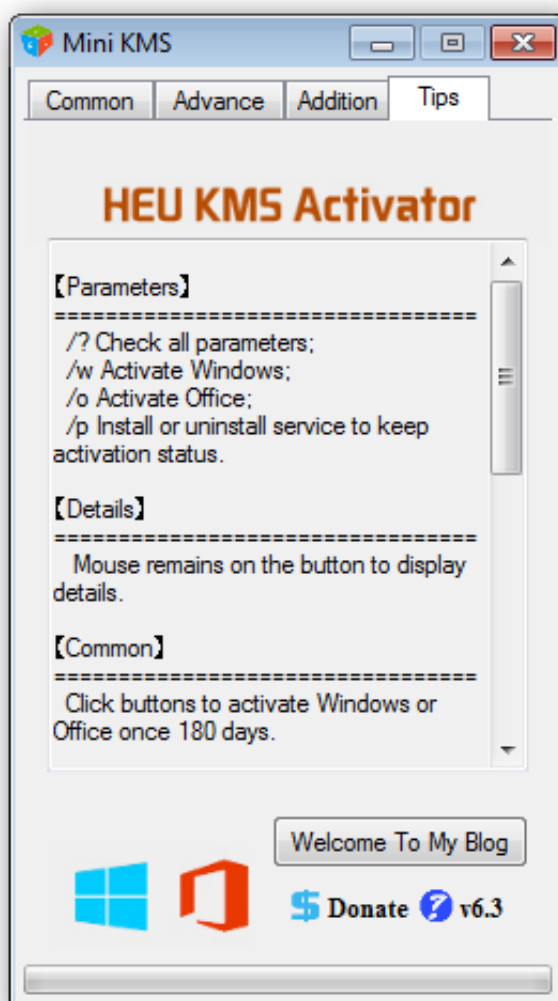 Mini KMS
Common Advance Addition Tips
HEU KMS Activator
【Parameters】
==================================
/? Check all parameters;
/w Activate Windows;
/o Activate Office;
/p Install or uninstall service to keep
activation status.
【Details】
==================================
Mouse remains on the button to display
details.
【Common】
==================================
Click buttons to activate Windows or
Office once 180 days.
Welcome To My Blog
$ Donate ? v6.3